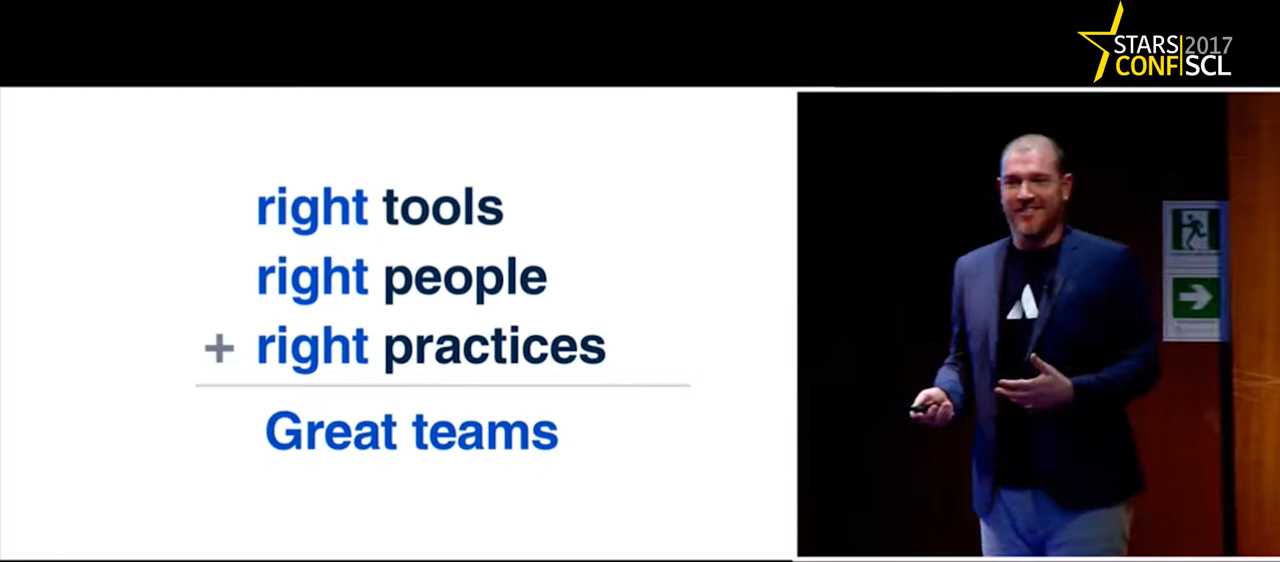 STARS 2017
CONF SCL
right tools
right people
+ right practices
Great teams